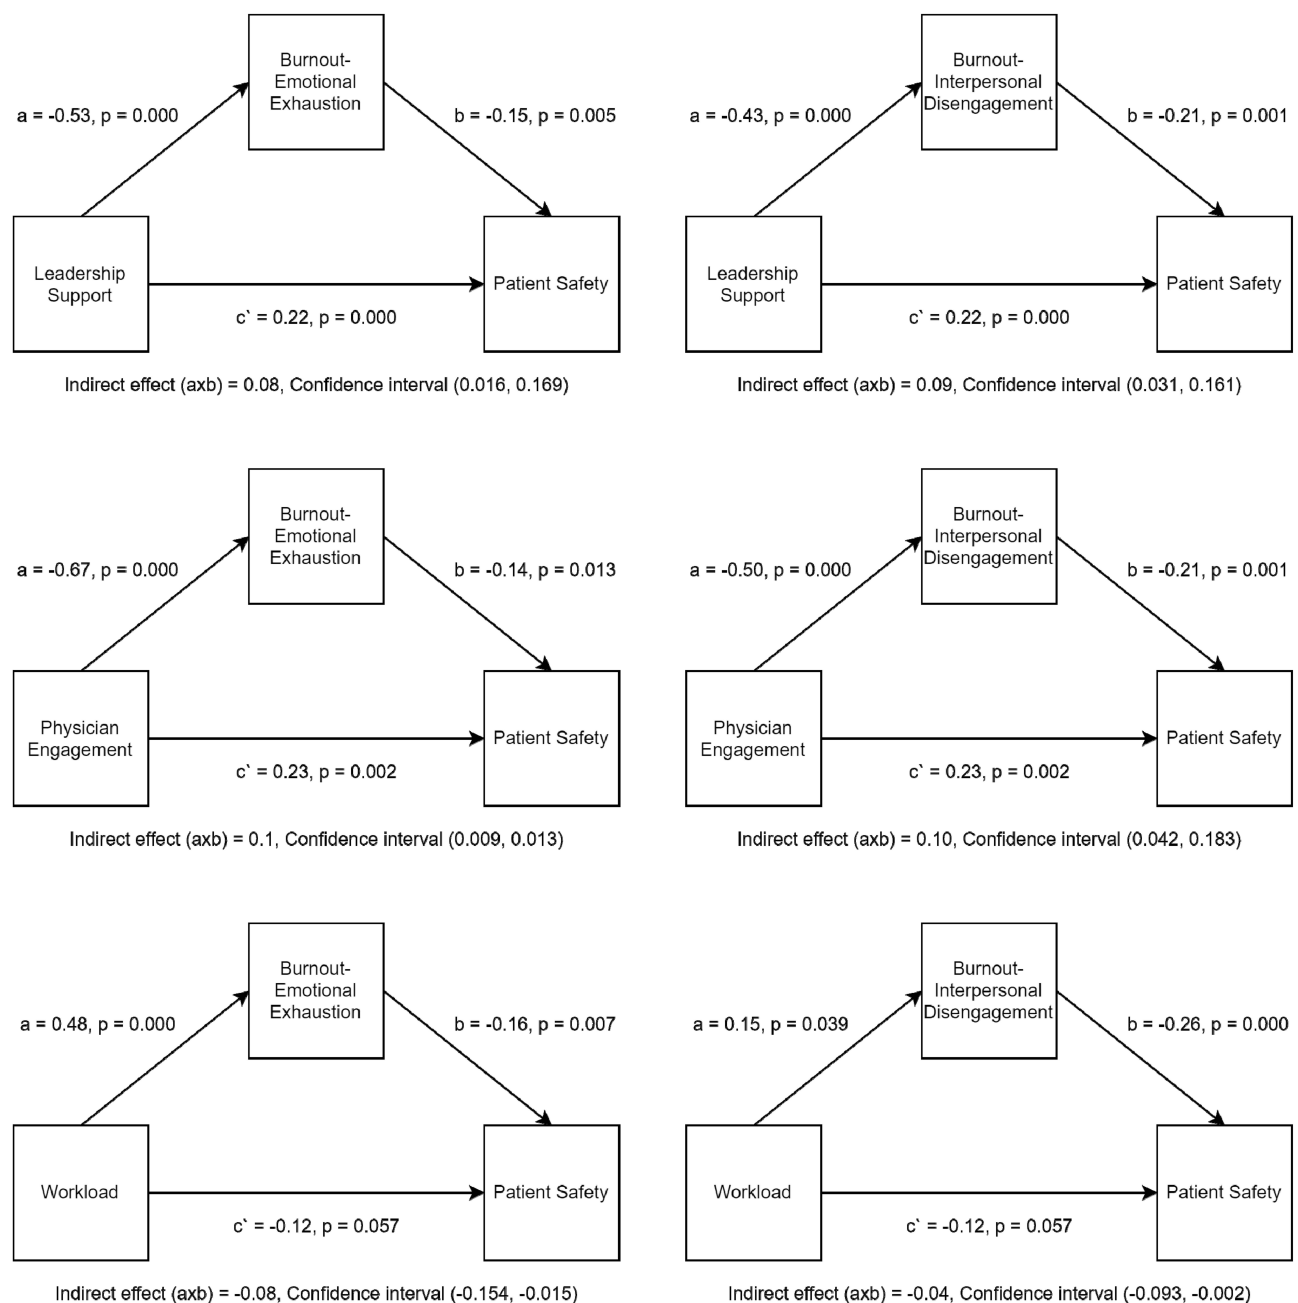 Burnout-
Emotional
Exhaustion
a = -0.53, p = 0.000
b = -0.15, p = 0.005
Leadership
Support
Patient Safety
c` = 0.22, p = 0.000
Indirect effect (axb) = 0.08, Confidence interval (0.016, 0.169)
Burnout-
Interpersonal
Disengagement
a = -0.43, p = 0.000
b = -0.21, p = 0.001
Leadership
Support
Patient Safety
c` = 0.22, p = 0.000
Indirect effect (axb) = 0.09, Confidence interval (0.031, 0.161)
Burnout-
Emotional
Exhaustion
a = -0.67, p = 0.000
b = -0.14, p = 0.013
Physician
Engagement
Patient Safety
c` = 0.23, p = 0.002
Indirect effect (axb) = 0.1, Confidence interval (0.009, 0.013)
Burnout-
Interpersonal
Disengagement
a = -0.50, p = 0.000
b = -0.21, p = 0.001
Physician
Engagement
Patient Safety
c` = 0.23, p = 0.002
Indirect effect (axb) = 0.10, Confidence interval (0.042, 0.183)
Burnout-
Emotional
Exhaustion
a = 0.48, p = 0.000
b = -0.16, p = 0.007
Workload
Patient Safety
c` = -0.12, p = 0.057
Indirect effect (axb) = -0.08, Confidence interval (-0.154, -0.015)
Burnout-
Interpersonal
Disengagement
a = 0.15, p = 0.039
b = -0.26, p = 0.000
Workload
Patient Safety
c` = -0.12, p = 0.057
Indirect effect (axb) = -0.04, Confidence interval (-0.093, -0.002)